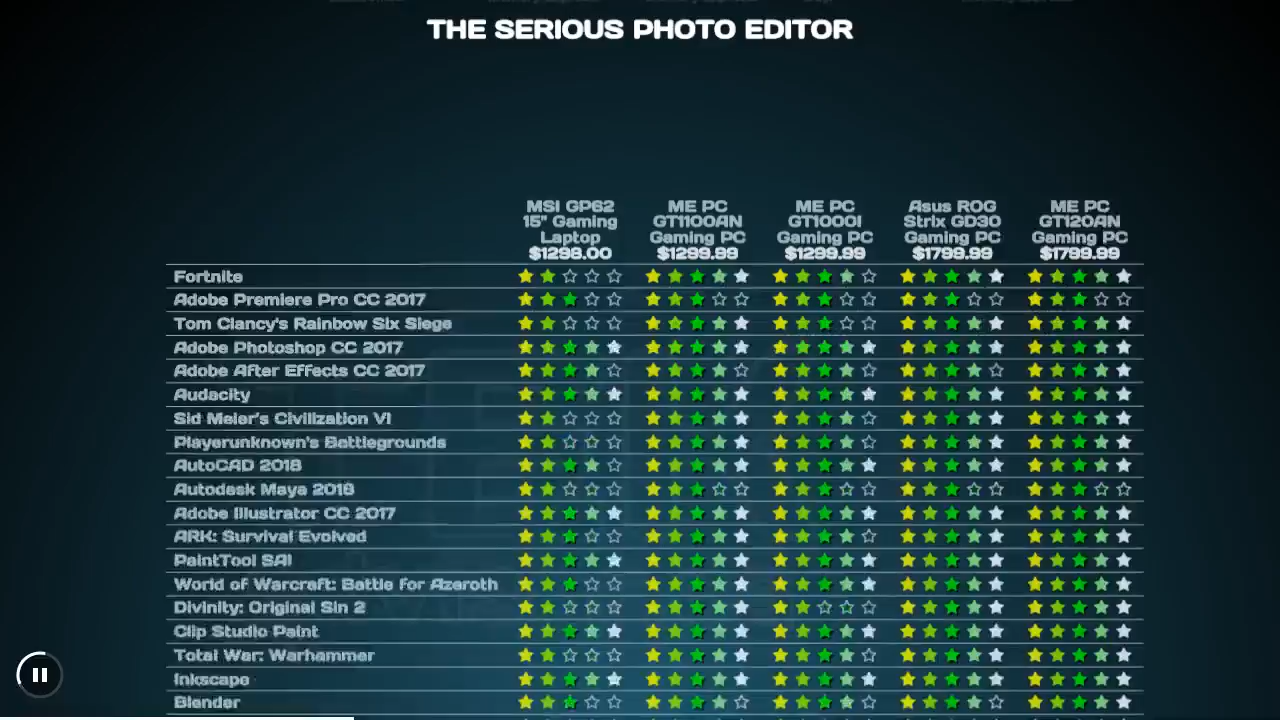 THE SERIOUS PHOTO EDITOR
MSI GP62 15" Gaming Laptop $1298.00
ME PC GT1100AN Gaming PC $1299.99
ME PC GT1000I Gaming PC $1299.99
Asus ROG Strix GD30 Gaming PC $1799.99
ME PC GT120AN Gaming PC $1799.99
Fortnite
Adobe Premiere Pro CC 2017
Tom Clancy's Rainbow Six Siege
Adobe Photoshop CC 2017
Adobe After Effects CC 2017
Audacity
Sid Meier's Civilization VI
Playerunknown's Battlegrounds
AutoCAD 2018
Autodesk Maya 2018
Adobe Illustrator CC 2017
ARK: Survival Evolved
PaintTool SAI
World of Warcraft: Battle for Azeroth
Divinity: Original Sin 2
Clip Studio Paint
Total War: Warhammer
Inkscape
Blender